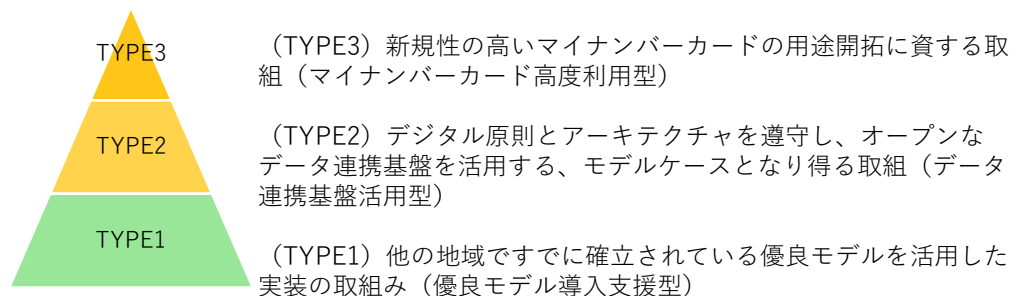 TYPE3
（TYPE3）新規性の高いマイナンバーカードの用途開拓に資する取
組（マイナンバーカード高度利用型）
TYPE2
（TYPE2）デジタル原則とアーキテクチャを遵守し、オープンな
データ連携基盤を活用する、モデルケースとなり得る取組（データ
連携基盤活用型）
TYPE1
（TYPE1）他の地域ですでに確立されている優良モデルを活用した
実装の取組み（優良モデル導入支援型）